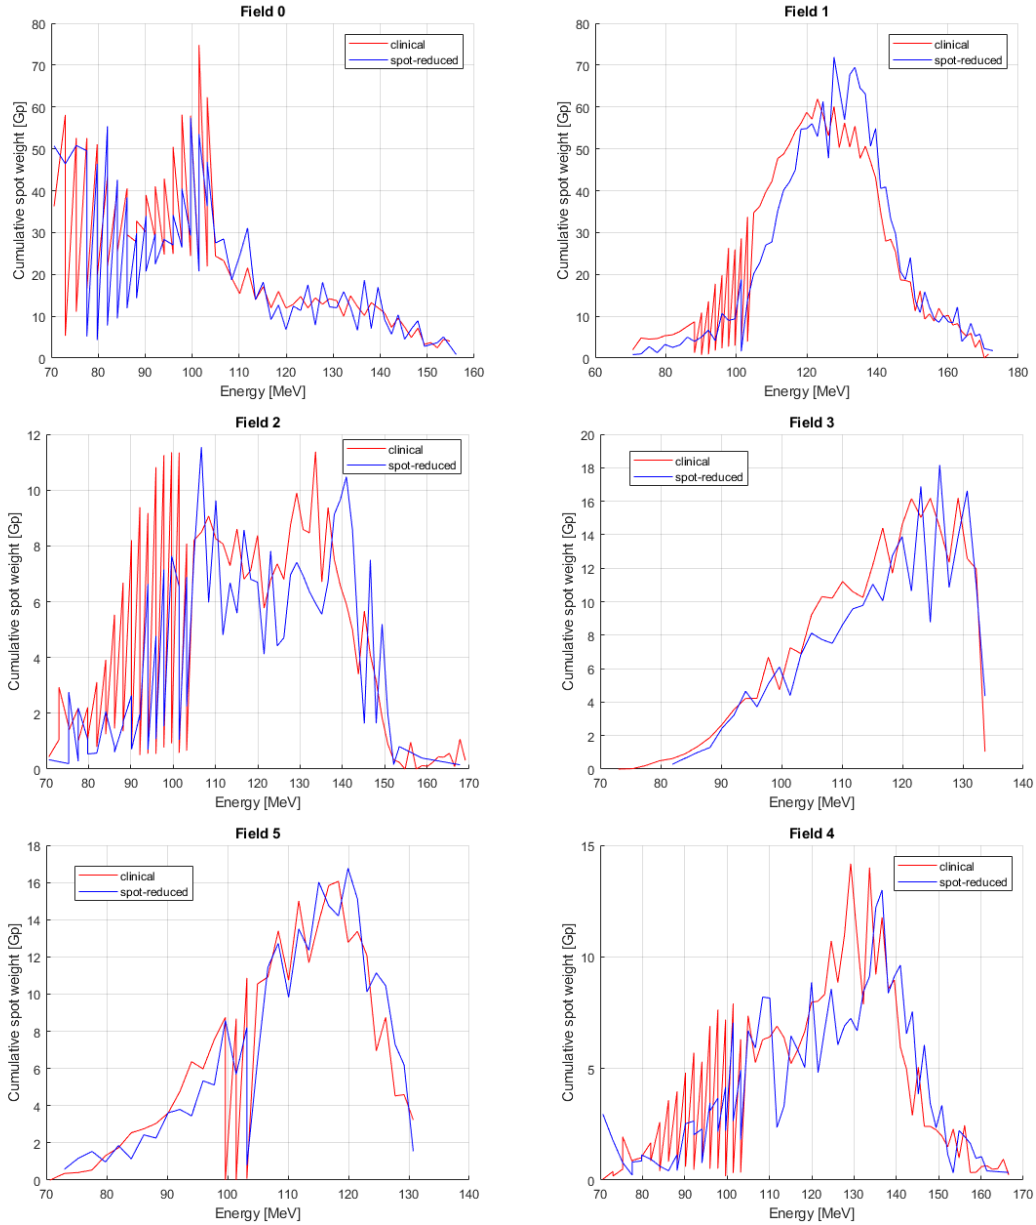 Field 0
Cumulative spot weight [Gp]
80
70
60
50
40
30
20
10
0
clinical
spot-reduced
70 80 90 100 110 120 130 140 150 160
Energy [MeV]
Field 1
Cumulative spot weight [Gp]
80
70
60
50
40
30
20
10
0
clinical
spot-reduced
60 80 100 120 140 160 180
Energy [MeV]
Field 2
Cumulative spot weight [Gp]
12
10
8
6
4
2
0
clinical
spot-reduced
70 80 90 100 110 120 130 140 150 160 170
Energy [MeV]
Field 3
Cumulative spot weight [Gp]
20
18
16
14
12
10
8
6
4
2
0
clinical
spot-reduced
70 80 90 100 110 120 130 140
Energy [MeV]
Field 5
Cumulative spot weight [Gp]
18
16
14
12
10
8
6
4
2
0
clinical
spot-reduced
70 80 90 100 110 120 130 140
Energy [MeV]
Field 4
Cumulative spot weight [Gp]
15
10
5
0
clinical
spot-reduced
70 80 90 100 110 120 130 140 150 160 170
Energy [MeV]